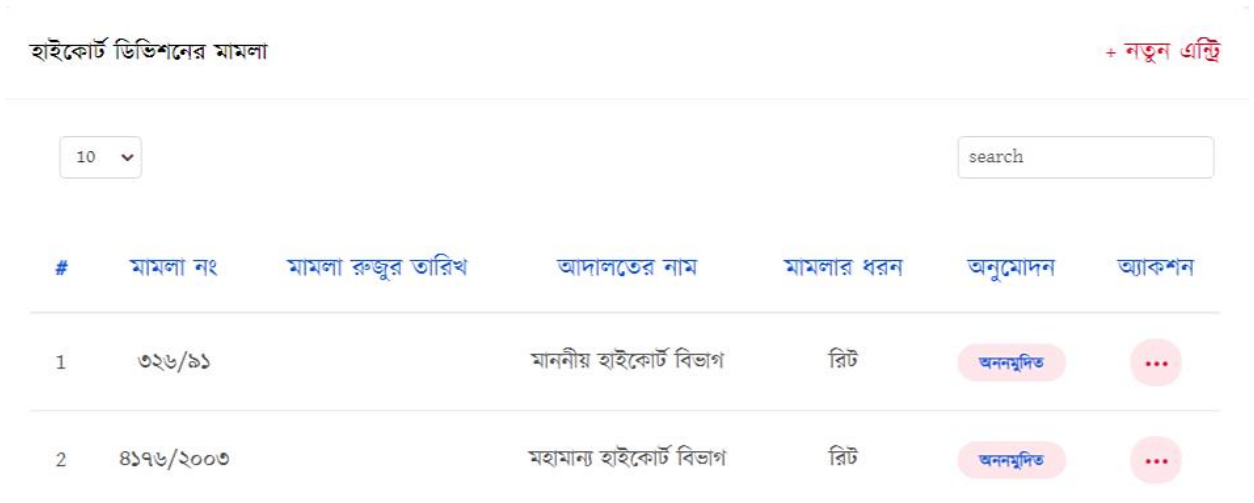 হাইকোর্ট ডিভিশনের মামলা + নতুন এন্ট্রি
10 search
# মামলা নং মামলা রুজুর তারিখ আদালতের নাম মামলার ধরন অনুমোদন অ্যাকশন
1 ৩২৬/৯১ মাননীয় হাইকোর্ট বিভাগ রিট অননমুদিত ...
2 ৪১৭৬/২০০৩ মহামান্য হাইকোর্ট বিভাগ রিট অননমুদিত ...